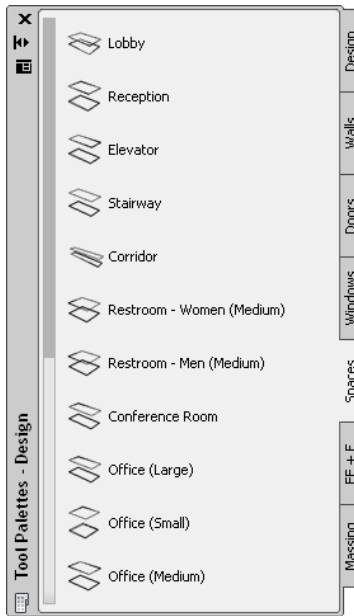 Lobby
Reception
Elevator
Stairway
Corridor
Restroom - Women (Medium)
Restroom - Men (Medium)
Conference Room
Office (Large)
Office (Small)
Office (Medium)
Tool Palettes - Design
Design
Walls
Doors
Windows
Spaces
FF + E
Massing